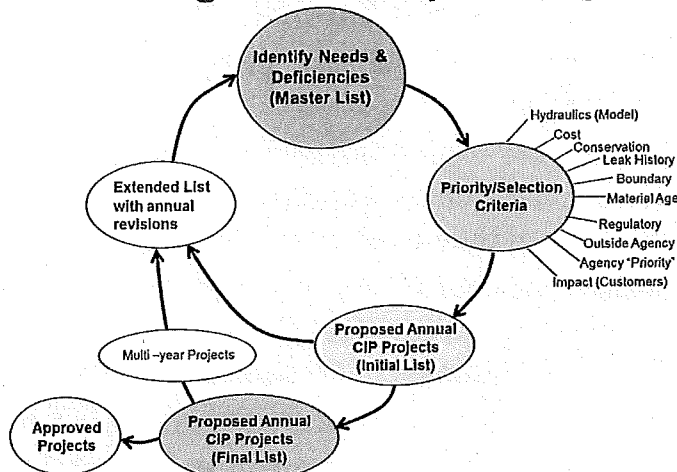 Identify Needs &
Deficiencies
(Master List)
Hydraulics (Model)
Cost
Conservation
Leak History
Boundary
Material Age
Regulatory
Outside Agency
Agency "Priority"
Impact (Customers)
Priority/Selection
Criteria
Extended List
with annual
revisions
Proposed Annual
CIP Projects
(Initial List)
Multi-year Projects
Proposed Annual
CIP Projects
(Final List)
Approved
Projects